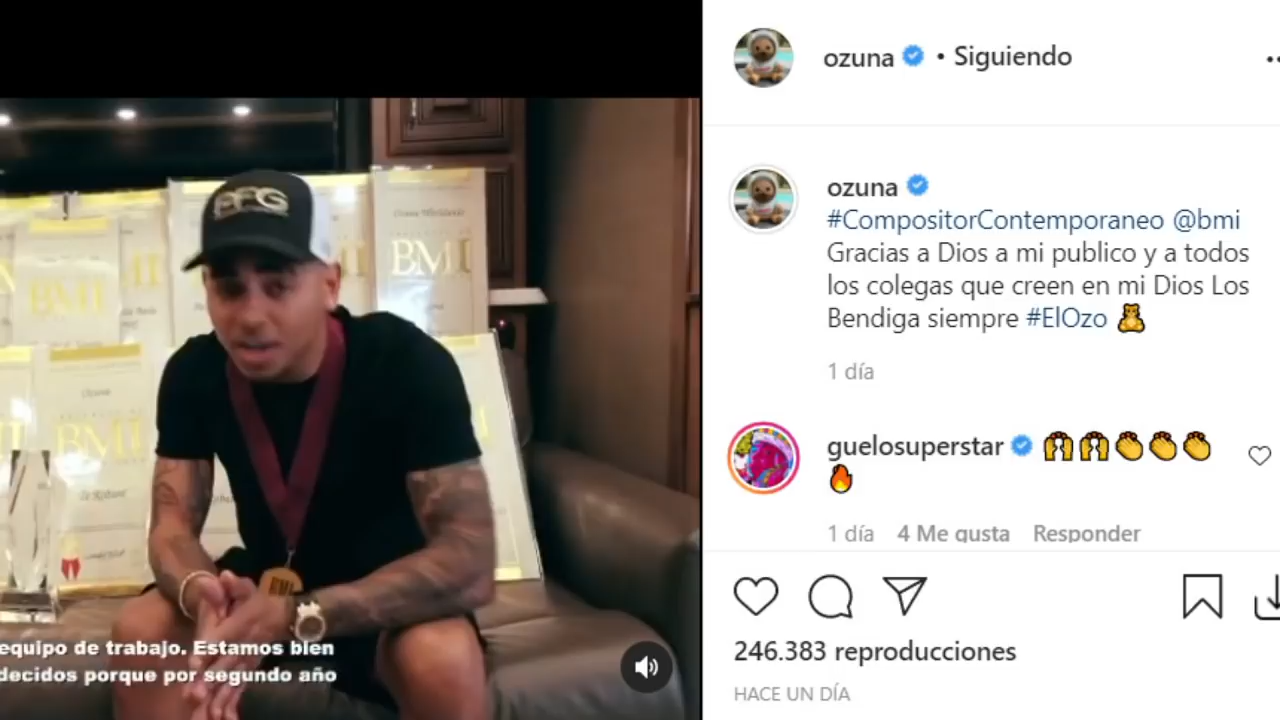 ozuna • Siguiendo
ozuna
#CompositorContemporaneo @bmi
Gracias a Dios a mi publico y a todos
los colegas que creen en mi Dios Los
Bendiga siempre #ElOzo
1 día
guelosuperstar
1 día 4 Me gusta Responder
246.383 reproducciones
HACE UN DÍA
BMI
BMI
BMI
BMI
equipo de trabajo. Estamos bien
decidos porque por segundo año